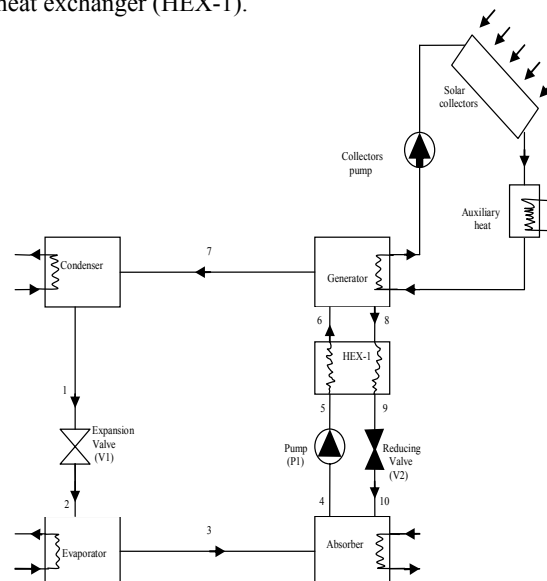 heat exchanger (HEX-1).
Solar
collectors
Collectors
pump
Auxiliary
heat
7
Condenser
Generator
6
8
HEX-1
1
5
9
Expansion
Valve
(V1)
Pump
(P1)
Reducing
Valve
(V2)
2
4
10
3
Evaporator
Absorber